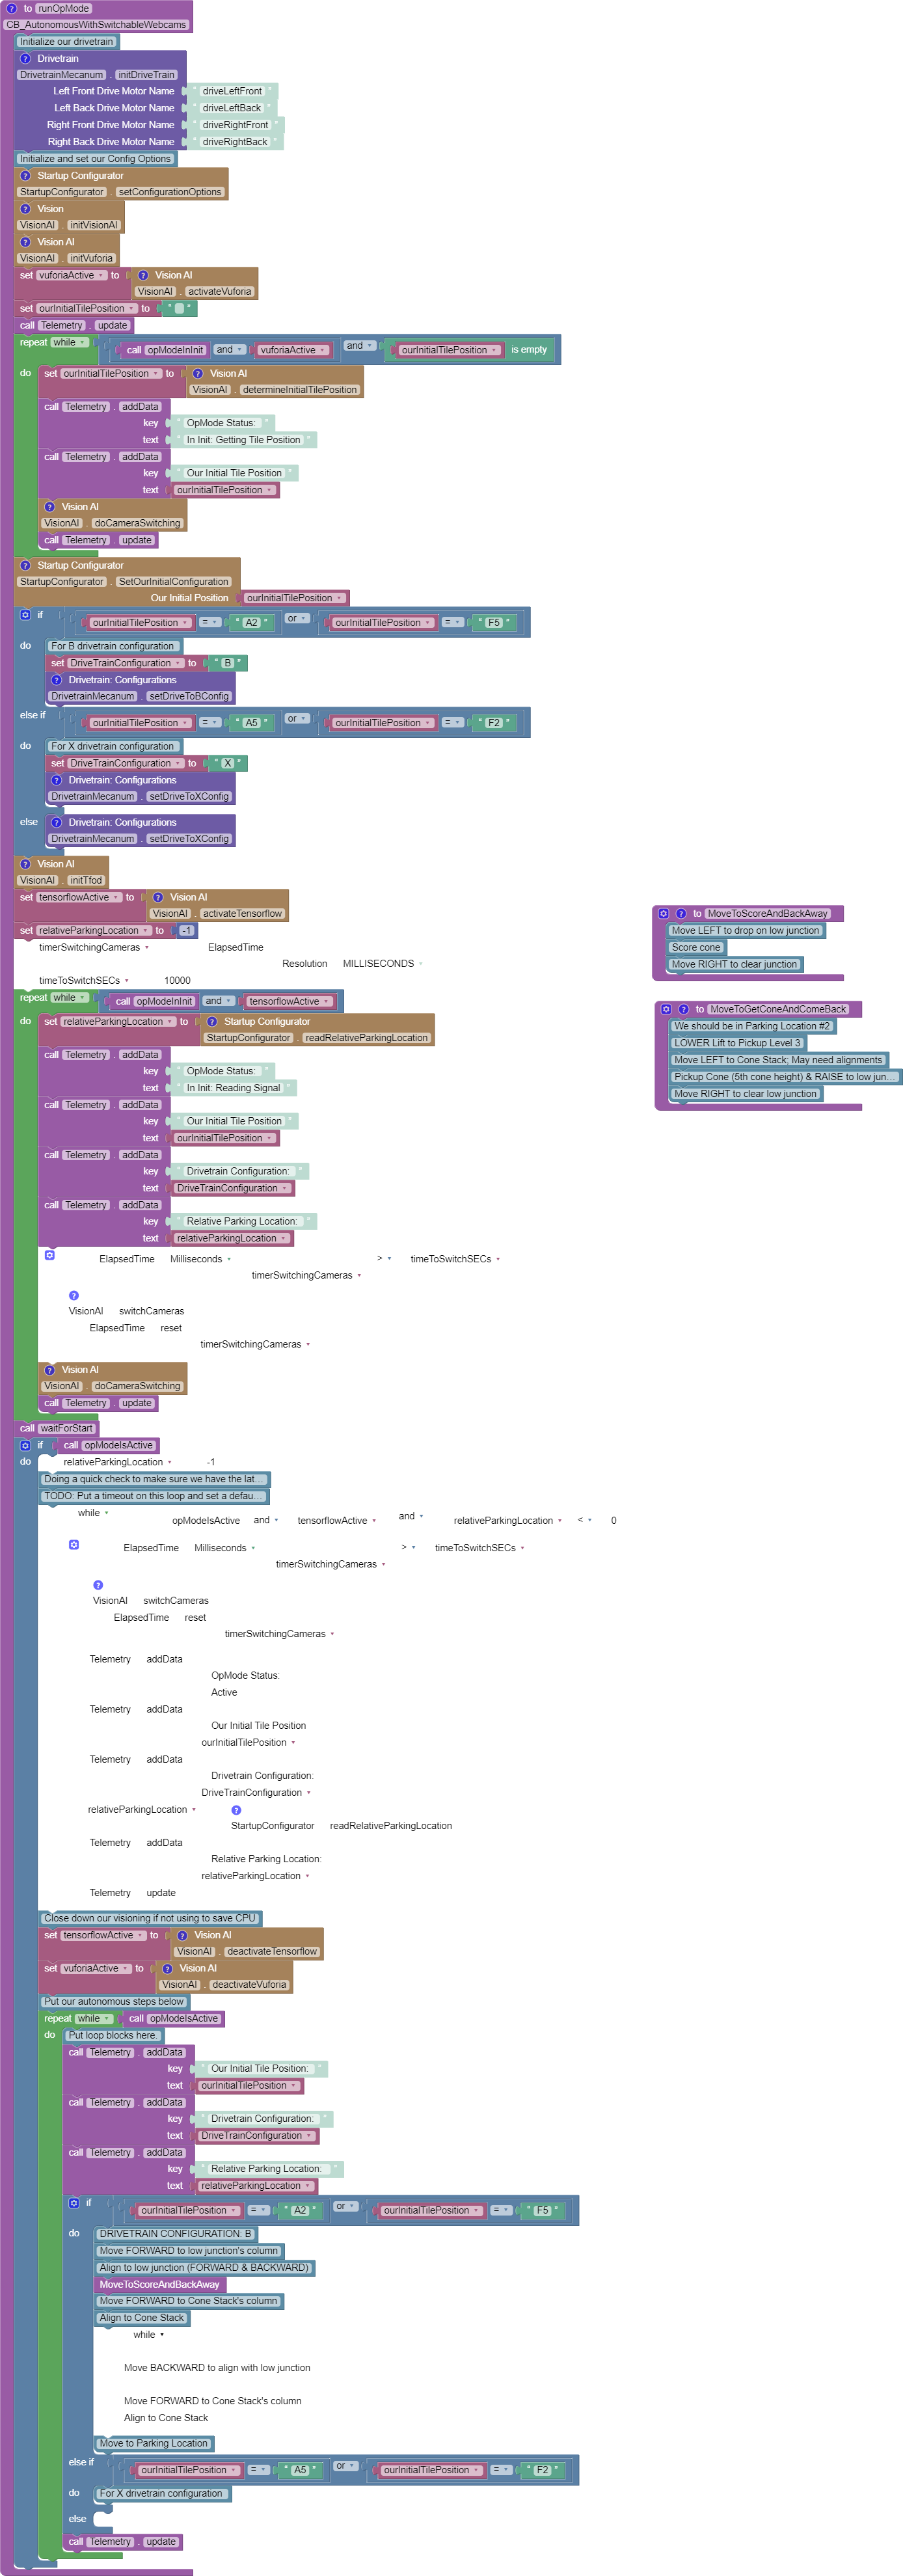 to runOpMode
CB_AutonomousWithSwitchableWebcams
Initialize our drivetrain
Drivetrain
DrivetrainMecanum . initDriveTrain
Left Front Drive Motor Name " driveLeftFront "
Left Back Drive Motor Name " driveLeftBack "
Right Front Drive Motor Name " driveRightFront "
Right Back Drive Motor Name " driveRightBack "
Initialize and set our Config Options
Startup Configurator
StartupConfigurator . setConfigurationOptions
Vision
VisionAI . initVisionAI
Vision AI
VisionAI . initVuforia
set vuforiaActive to Vision AI
VisionAI . activateVuforia
set ourInitialTilePosition to " "
call Telemetry . update
repeat while call opModeInInit and vuforiaActive and ourInitialTilePosition is empty
do set ourInitialTilePosition to Vision AI
VisionAI . determineInitialTilePosition
call Telemetry . addData
key " OpMode Status: "
text " In Init: Getting Tile Position "
call Telemetry . addData
key " Our Initial Tile Position "
text ourInitialTilePosition
Vision AI
VisionAI . doCameraSwitching
call Telemetry . update
Startup Configurator
StartupConfigurator . SetOurInitialConfiguration
Our Initial Position ourInitialTilePosition
if ourInitialTilePosition = " A2 " or ourInitialTilePosition = " F5 "
do For B drivetrain configuration
set DriveTrainConfiguration to " B "
Drivetrain: Configurations
DrivetrainMecanum . setDriveToBConfig
else if ourInitialTilePosition = " A5 " or ourInitialTilePosition = " F2 "
do For X drivetrain configuration
set DriveTrainConfiguration to " X "
Drivetrain: Configurations
DrivetrainMecanum . setDriveToXConfig
else Drivetrain: Configurations
DrivetrainMecanum . setDriveToXConfig
Vision AI
VisionAI . initTfod
set tensorflowActive to Vision AI
VisionAI . activateTensorflow
set relativeParkingLocation to -1
timerSwitchingCameras ElapsedTime
Resolution MILLISECONDS
timeToSwitchSECs 10000
repeat while call opModeInInit and tensorflowActive
do set relativeParkingLocation to Startup Configurator
StartupConfigurator . readRelativeParkingLocation
call Telemetry . addData
key " OpMode Status: "
text " In Init: Reading Signal "
call Telemetry . addData
key " Our Initial Tile Position "
text ourInitialTilePosition
call Telemetry . addData
key " Drivetrain Configuration: "
text DriveTrainConfiguration
call Telemetry . addData
key " Relative Parking Location: "
text relativeParkingLocation
ElapsedTime Milliseconds > timeToSwitchSECs
timerSwitchingCameras
VisionAI switchCameras
ElapsedTime reset
timerSwitchingCameras
Vision AI
VisionAI . doCameraSwitching
call Telemetry . update
call waitForStart
if call opModeIsActive
do relativeParkingLocation -1
Doing a quick check to make sure we have the lat...
TODO: Put a timeout on this loop and set a defau...
while opModeIsActive and tensorflowActive and relativeParkingLocation < 0
ElapsedTime Milliseconds > timeToSwitchSECs
timerSwitchingCameras
VisionAI switchCameras
ElapsedTime reset
timerSwitchingCameras
Telemetry addData
OpMode Status:
Active
Telemetry addData
Our Initial Tile Position
ourInitialTilePosition
Telemetry addData
Drivetrain Configuration:
DriveTrainConfiguration
relativeParkingLocation
StartupConfigurator readRelativeParkingLocation
Telemetry addData
Relative Parking Location:
relativeParkingLocation
Telemetry update
Close down our visioning if not using to save CPU
set tensorflowActive to Vision AI
VisionAI . deactivateTensorflow
set vuforiaActive to Vision AI
VisionAI . deactivateVuforia
Put our autonomous steps below
repeat while call opModeIsActive
do Put loop blocks here.
call Telemetry . addData
key " Our Initial Tile Position: "
text ourInitialTilePosition
call Telemetry . addData
key " Drivetrain Configuration: "
text DriveTrainConfiguration
call Telemetry . addData
key " Relative Parking Location: "
text relativeParkingLocation
if ourInitialTilePosition = " A2 " or ourInitialTilePosition = " F5 "
do DRIVETRAIN CONFIGURATION: B
Move FORWARD to low junction's column
Align to low junction (FORWARD & BACKWARD)
MoveToScoreAndBackAway
Move FORWARD to Cone Stack's column
Align to Cone Stack
while
Move BACKWARD to align with low junction
Move FORWARD to Cone Stack's column
Align to Cone Stack
Move to Parking Location
else if ourInitialTilePosition = " A5 " or ourInitialTilePosition = " F2 "
do For X drivetrain configuration
else
call Telemetry . update
to MoveToScoreAndBackAway
Move LEFT to drop on low junction
Score cone
Move RIGHT to clear junction
to MoveToGetConeAndComeBack
We should be in Parking Location #2
LOWER Lift to Pickup Level 3
Move LEFT to Cone Stack; May need alignments
Pickup Cone (5th cone height) & RAISE to low jun...
Move RIGHT to clear low junction